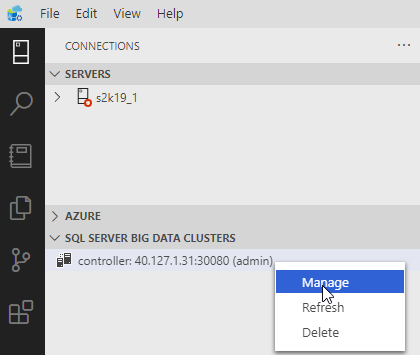 File View Help
CONNECTIONS
SERVERS
s2k19_1
AZURE
SQL SERVER BIG DATA CLUSTERS
controller: 40.127.1.31:30080 (admin)
Manage
Refresh
Delete